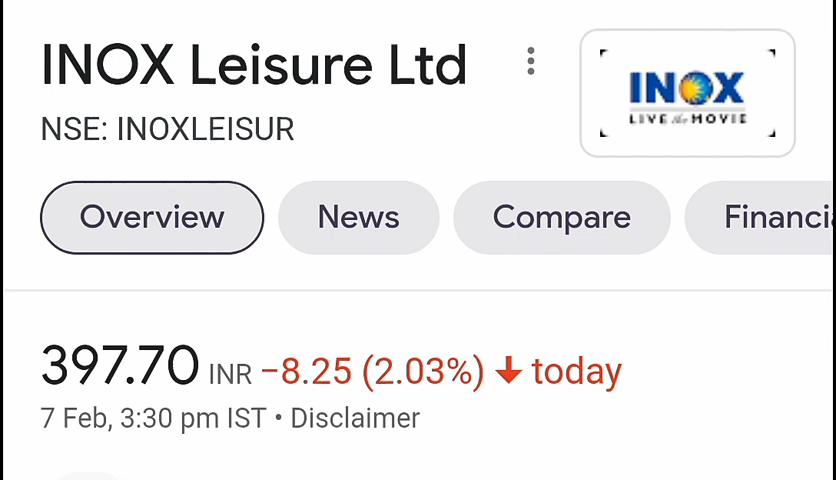 INOX Leisure Ltd
NSE: INOXLEISUR
INOX
LIVE the MOVIE
Overview News Compare Financia
397.70 INR −8.25 (2.03%) ↓ today
7 Feb, 3:30 pm IST • Disclaimer